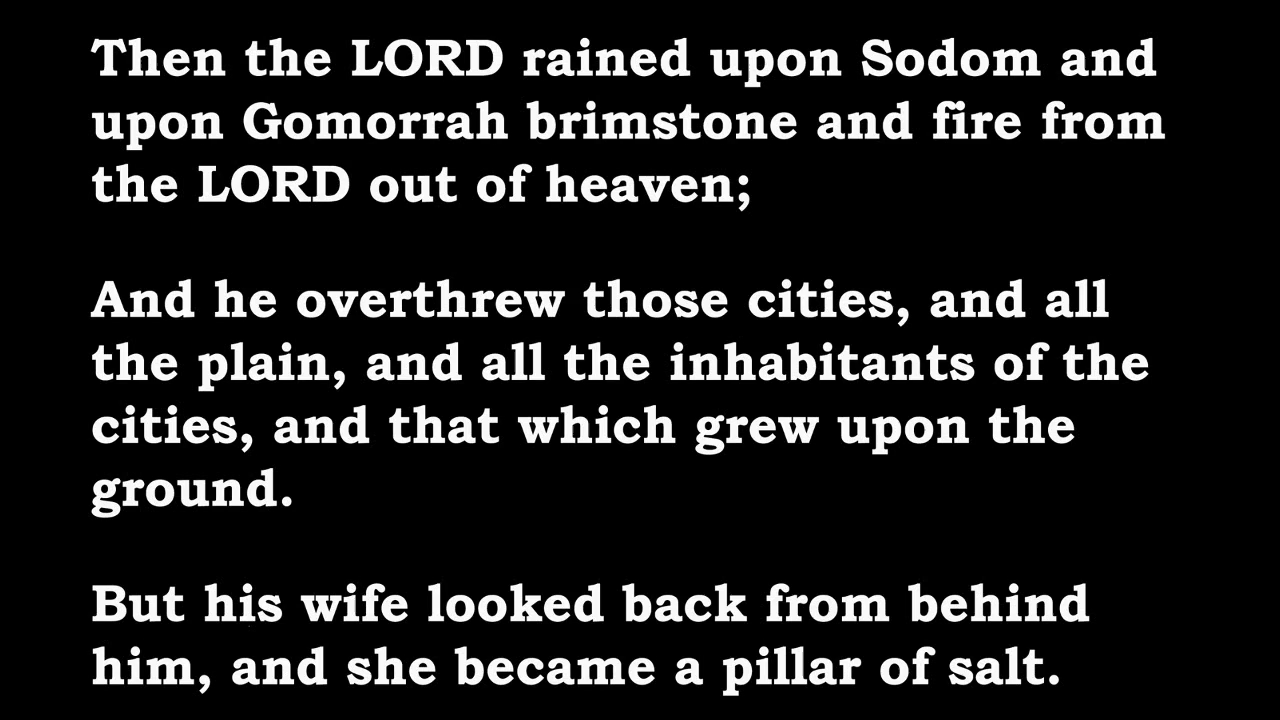 Then the LORD rained upon Sodom and
upon Gomorrah brimstone and fire from
the LORD out of heaven;
And he overthrew those cities, and all
the plain, and all the inhabitants of the
cities, and that which grew upon the
ground.
But his wife looked back from behind
him, and she became a pillar of salt.